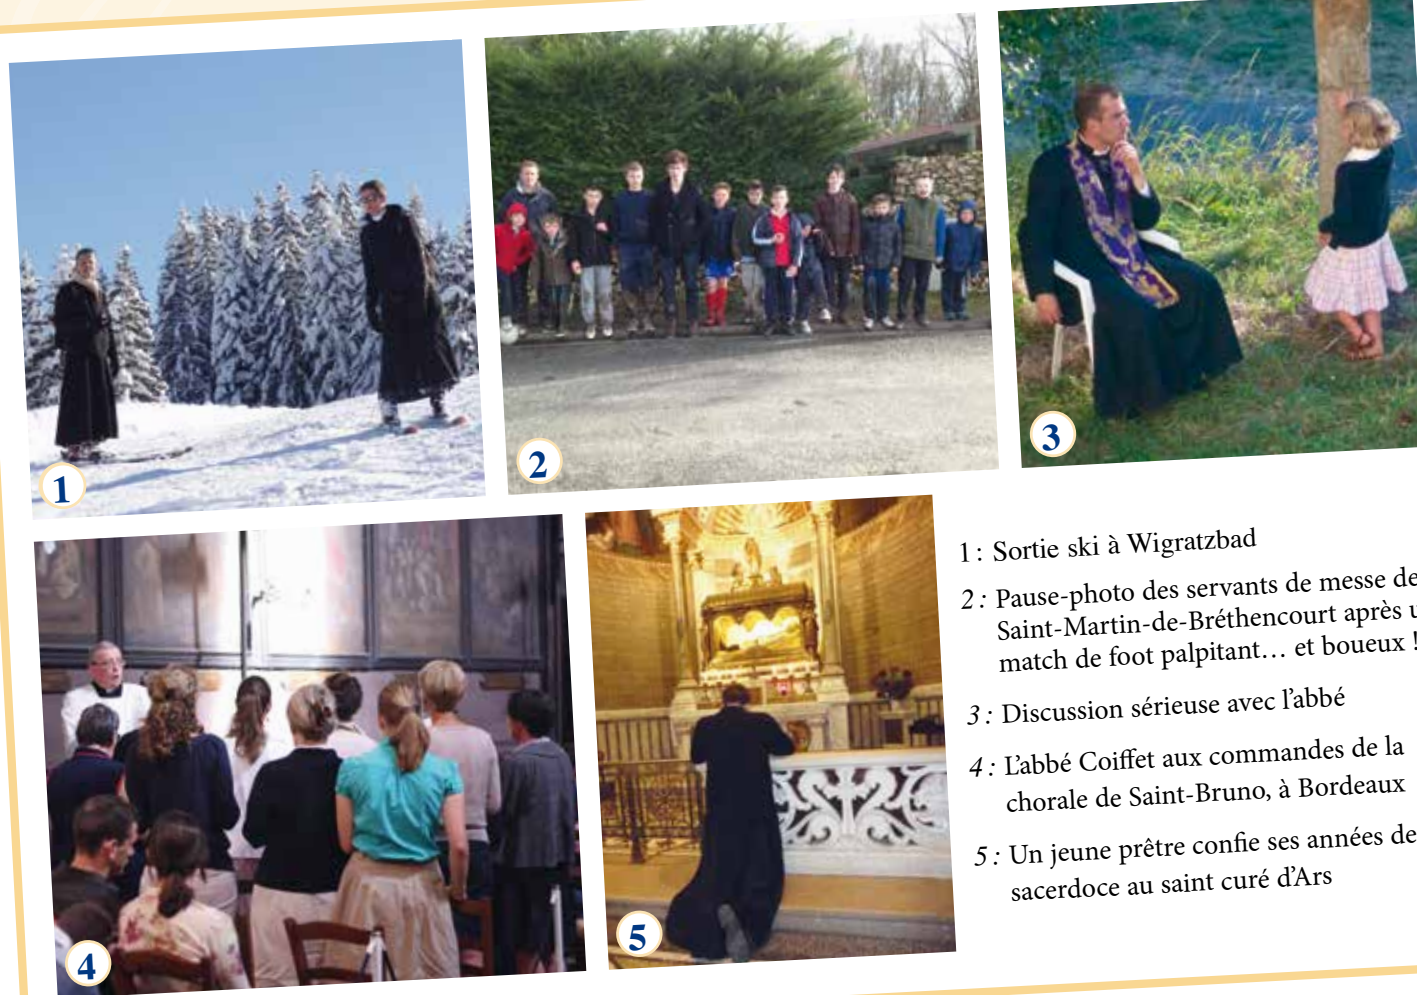 1
2
3
4
5
1 : Sortie ski à Wigratzbad
2 : Pause-photo des servants de messe de
Saint-Martin-de-Bréthencourt après
match de foot palpitant… et boueux !
3 : Discussion sérieuse avec l'abbé
4 : L'abbé Coiffet aux commandes de la
chorale de Saint-Bruno, à Bordeaux
5 : Un jeune prêtre confie ses années de
sacerdoce au saint curé d'Ars